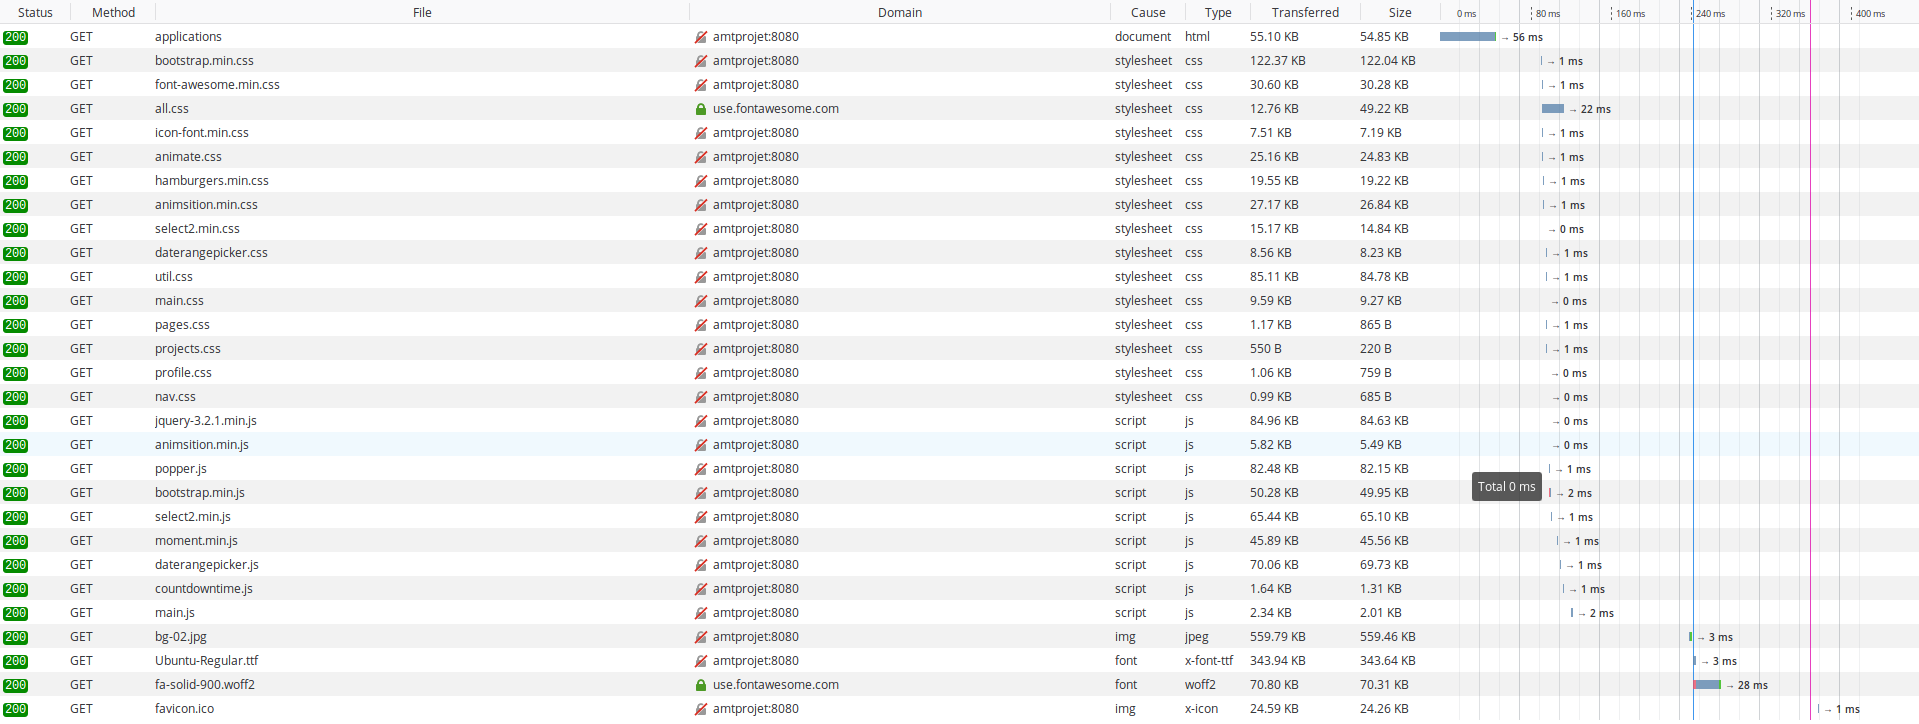 Status Method File Domain Cause Type Transferred Size 0 ms 80 ms 160 ms 240 ms 320 ms 400 ms
200 GET applications amtprojet:8080 document html 55.10 KB 54.85 KB → 56 ms
200 GET bootstrap.min.css amtprojet:8080 stylesheet css 122.37 KB 122.04 KB → 1 ms
200 GET font-awesome.min.css amtprojet:8080 stylesheet css 30.60 KB 30.28 KB → 1 ms
200 GET all.css use.fontawesome.com stylesheet css 12.76 KB 49.22 KB → 22 ms
200 GET icon-font.min.css amtprojet:8080 stylesheet css 7.51 KB 7.19 KB → 1 ms
200 GET animate.css amtprojet:8080 stylesheet css 25.16 KB 24.83 KB → 1 ms
200 GET hamburgers.min.css amtprojet:8080 stylesheet css 19.55 KB 19.22 KB → 1 ms
200 GET animsition.min.css amtprojet:8080 stylesheet css 27.17 KB 26.84 KB → 1 ms
200 GET select2.min.css amtprojet:8080 stylesheet css 15.17 KB 14.84 KB → 0 ms
200 GET daterangepicker.css amtprojet:8080 stylesheet css 8.56 KB 8.23 KB → 1 ms
200 GET util.css amtprojet:8080 stylesheet css 85.11 KB 84.78 KB → 1 ms
200 GET main.css amtprojet:8080 stylesheet css 9.59 KB 9.27 KB → 0 ms
200 GET pages.css amtprojet:8080 stylesheet css 1.17 KB 865 B → 1 ms
200 GET projects.css amtprojet:8080 stylesheet css 550 B 220 B → 1 ms
200 GET profile.css amtprojet:8080 stylesheet css 1.06 KB 759 B → 0 ms
200 GET nav.css amtprojet:8080 stylesheet css 0.99 KB 685 B → 0 ms
200 GET jquery-3.2.1.min.js amtprojet:8080 script js 84.96 KB 84.63 KB → 0 ms
200 GET animsition.min.js amtprojet:8080 script js 5.82 KB 5.49 KB → 0 ms
200 GET popper.js amtprojet:8080 script js 82.48 KB 82.15 KB → 1 ms
Total 0 ms
200 GET bootstrap.min.js amtprojet:8080 script js 50.28 KB 49.95 KB → 2 ms
200 GET select2.min.js amtprojet:8080 script js 65.44 KB 65.10 KB → 1 ms
200 GET moment.min.js amtprojet:8080 script js 45.89 KB 45.56 KB → 1 ms
200 GET daterangepicker.js amtprojet:8080 script js 70.06 KB 69.73 KB → 1 ms
200 GET countdowntime.js amtprojet:8080 script js 1.64 KB 1.31 KB → 1 ms
200 GET main.js amtprojet:8080 script js 2.34 KB 2.01 KB → 2 ms
200 GET bg-02.jpg amtprojet:8080 img jpeg 559.79 KB 559.46 KB → 3 ms
200 GET Ubuntu-Regular.ttf amtprojet:8080 font x-font-ttf 343.94 KB 343.64 KB → 3 ms
200 GET fa-solid-900.woff2 use.fontawesome.com font woff2 70.80 KB 70.31 KB → 28 ms
200 GET favicon.ico amtprojet:8080 img x-icon 24.59 KB 24.26 KB → 1 ms